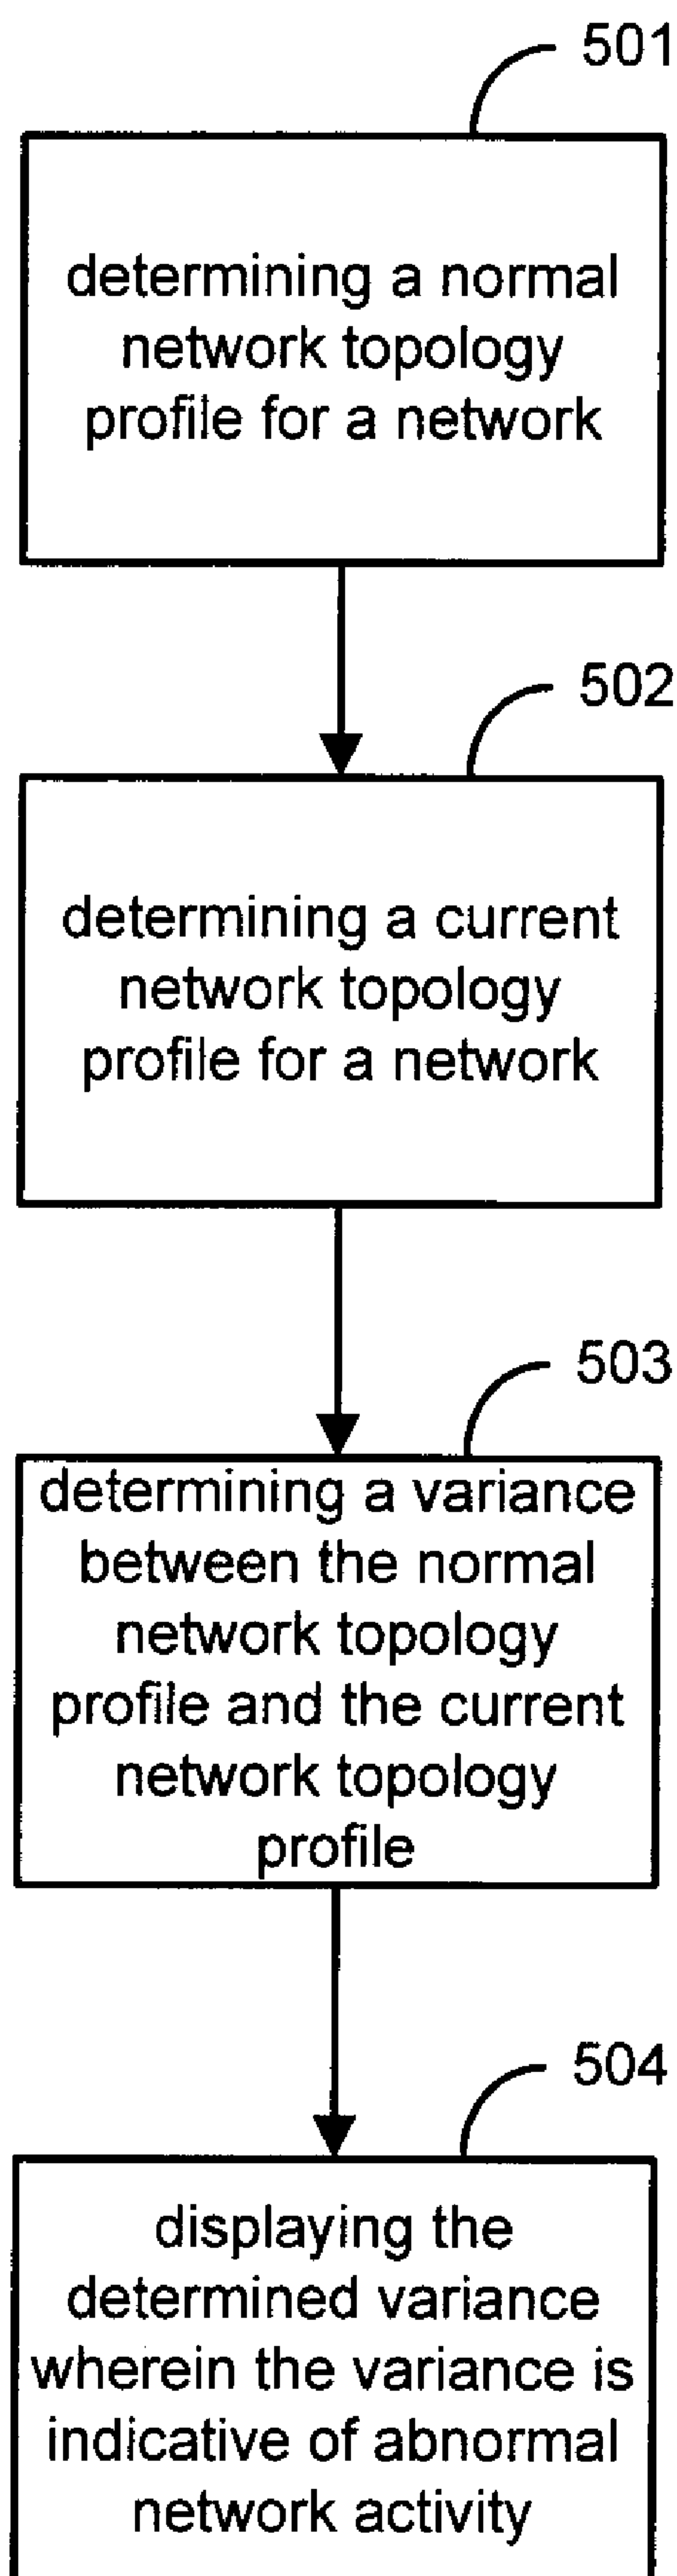 501
determining a normal
network topology
profile for a network
502
determining a current
network topology
profile for a network
503
determining a variance
between the normal
network topology
profile and the current
network topology
profile
504
displaying the
determined variance
wherein the variance is
indicative of abnormal
network activity